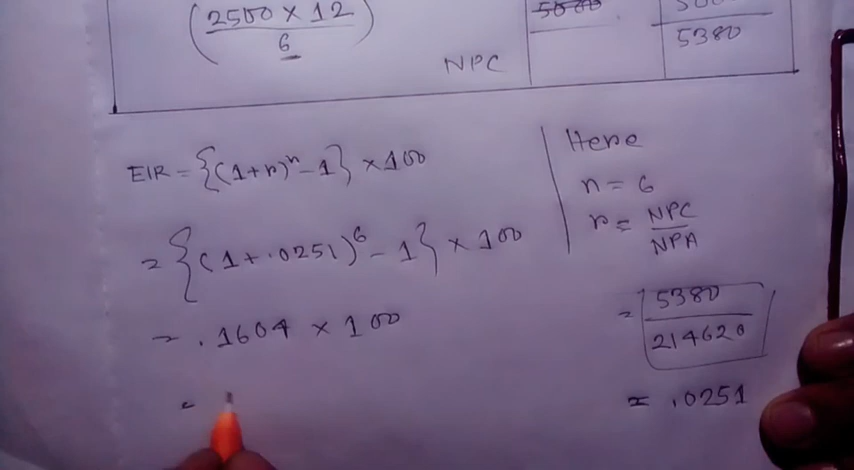 (2500 × 12 / 6)
5000
5380
NPC
EIR = {(1+r)ⁿ - 1} × 100
= {(1+.0251)⁶ - 1} × 100
= .1604 × 100
=
Here
n = 6
r = NPC / NPA
= 5380 / 214620
= .0251